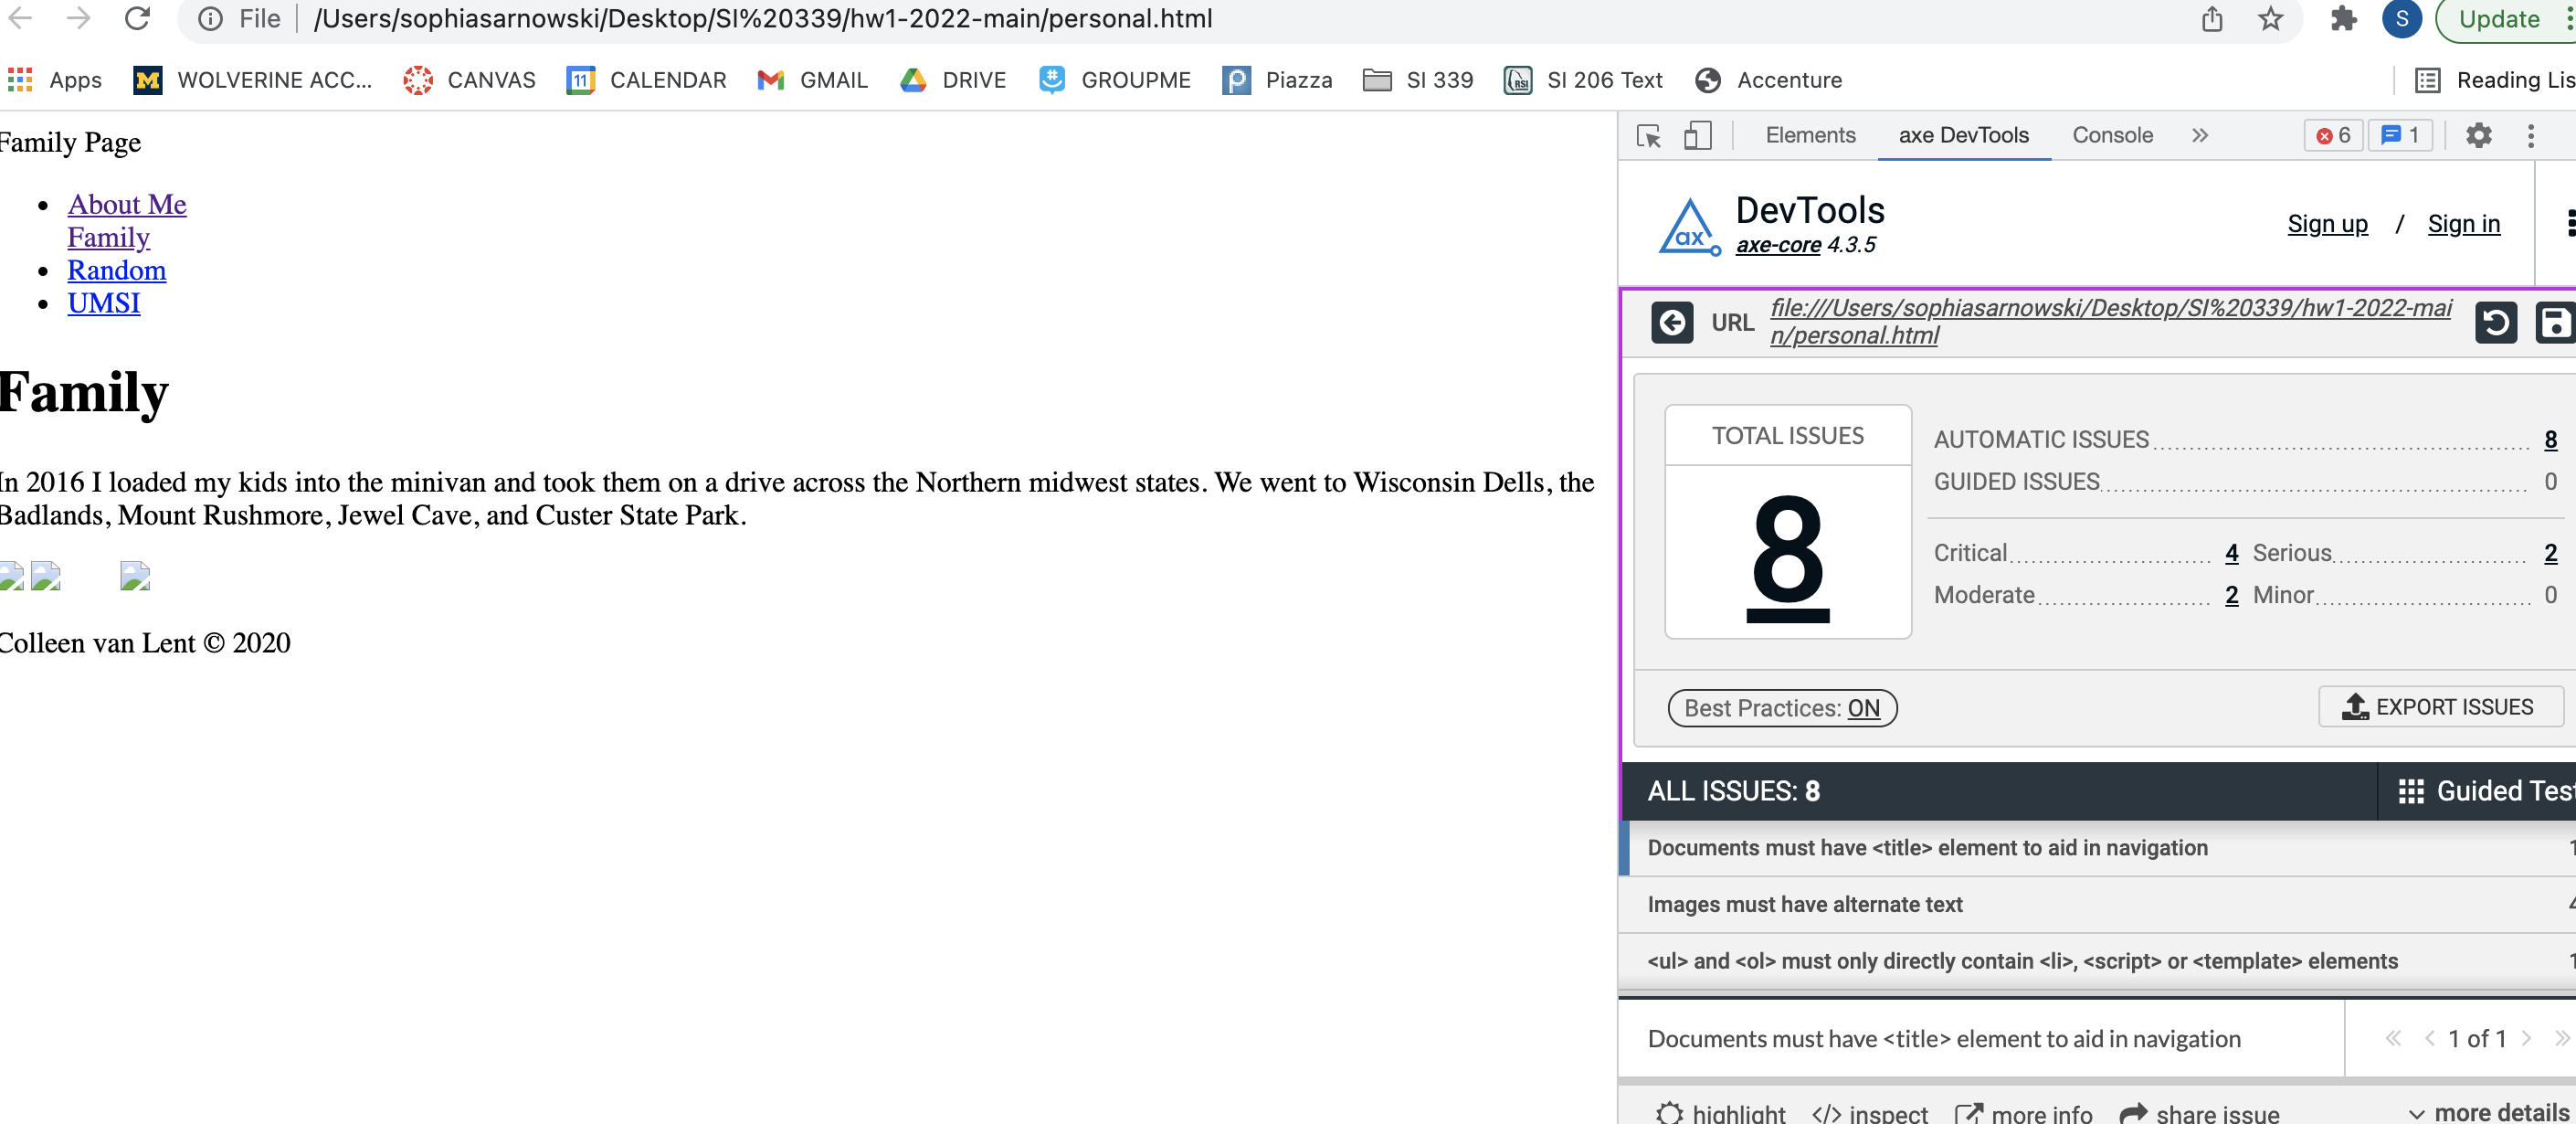 File /Users/sophiasarnowski/Desktop/SI%20339/hw1-2022-main/personal.html S Update
Apps M WOLVERINE ACC... CANVAS 11 CALENDAR GMAIL DRIVE GROUPME Piazza SI 339 RSI SI 206 Text Accenture Reading Lis
Family Page
About Me
Family
Random
UMSI
Family
In 2016 I loaded my kids into the minivan and took them on a drive across the Northern midwest states. We went to Wisconsin Dells, the
Badlands, Mount Rushmore, Jewel Cave, and Custer State Park.
Colleen van Lent © 2020
Elements axe DevTools Console 6 1
ax DevTools
axe-core 4.3.5
Sign up / Sign in
URL file:///Users/sophiasarnowski/Desktop/SI%20339/hw1-2022-mai
n/personal.html
TOTAL ISSUES
8
AUTOMATIC ISSUES 8
GUIDED ISSUES 0
Critical 4 Serious 2
Moderate 2 Minor 0
Best Practices: ON
EXPORT ISSUES
ALL ISSUES: 8 Guided Test
Documents must have <title> element to aid in navigation 1
Images must have alternate text 4
<ul> and <ol> must only directly contain <li>, <script> or <template> elements 1
Documents must have <title> element to aid in navigation 1 of 1
highlight </> inspect more info share issue more details